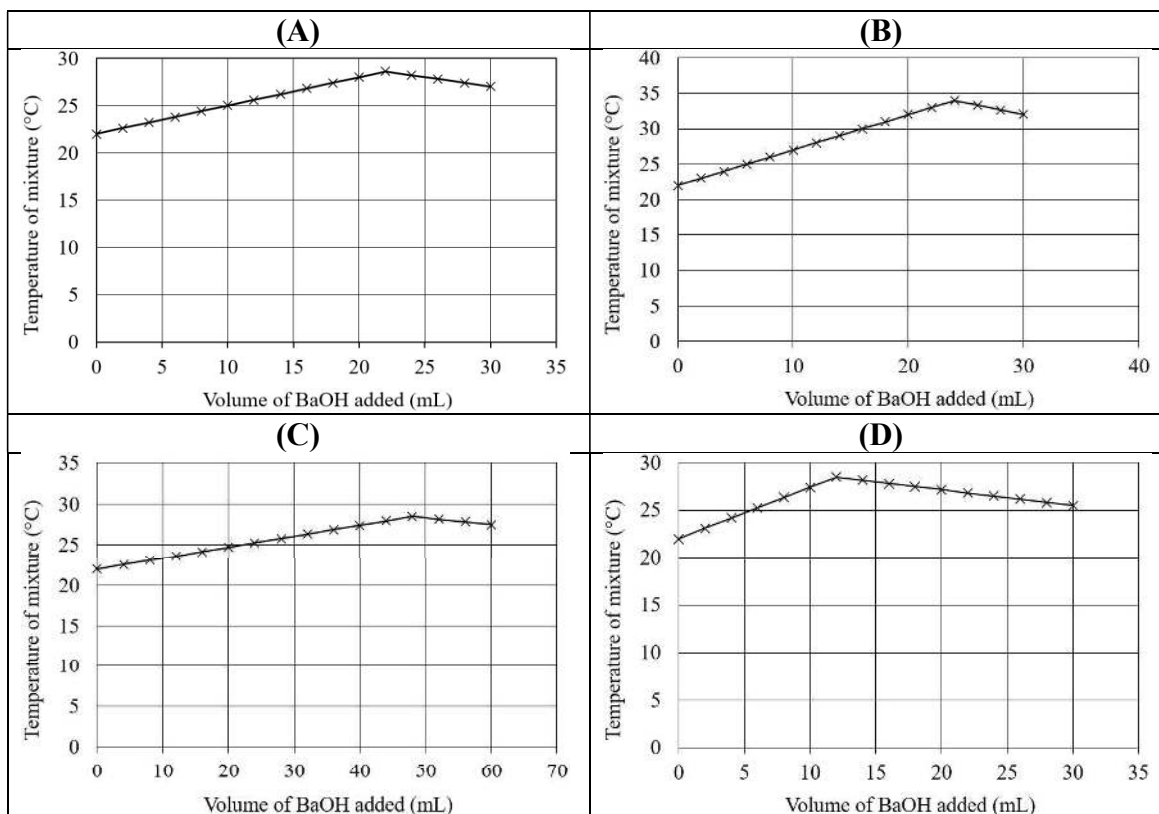 (A)
(B)
30
25
20
15
10
5
0
Temperature of mixture (°C)
0 5 10 15 20 25 30 35
Volume of BaOH added (mL)
40
35
30
25
20
15
10
5
0
Temperature of mixture (°C)
0 10 20 30 40
Volume of BaOH added (mL)
(C)
(D)
35
30
25
20
15
10
5
0
Temperature of mixture (°C)
0 10 20 30 40 50 60 70
Volume of BaOH added (mL)
30
25
20
15
10
5
0
Temperature of mixture (°C)
0 5 10 15 20 25 30 35
Volume of BaOH added (mL)